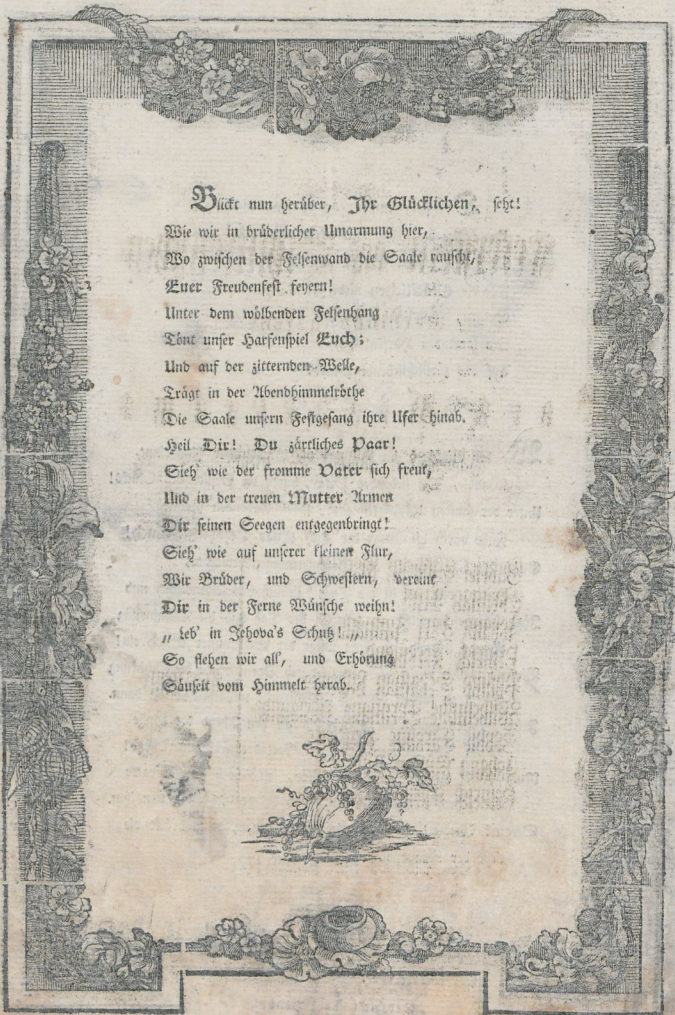 Blickt nun herüber, Ihr Glücklichen, seht!
Wie wir in brüderlicher Umarmung hier,
Wo zwischen der Felsenwand die Saale rauscht,
Euer Freudenfest feyern!
Unter dem wölbenden Felsenhang
Tönt unser Harfenspiel Euch;
Und auf der zitternden Welle,
Trägt in der Abendhimmelröthe
Die Saale unsern Festgesang ihre Ufer hinab.
Heil Dir! Du zärtliches Paar!
Sieh' wie der fromme Vater sich freut,
Und in der treuen Mutter Armen
Dir seinen Seegen entgegenbringt!
Sieh' wie auf unserer kleinen Flur,
Wir Brüder, und Schwestern, vereint
Dir in der Ferne Wünsche weihn!
„ Leb' in Jehova's Schutz! „
So flehen wir all', und Erhörung
Säuselt vom Himmelt herab.